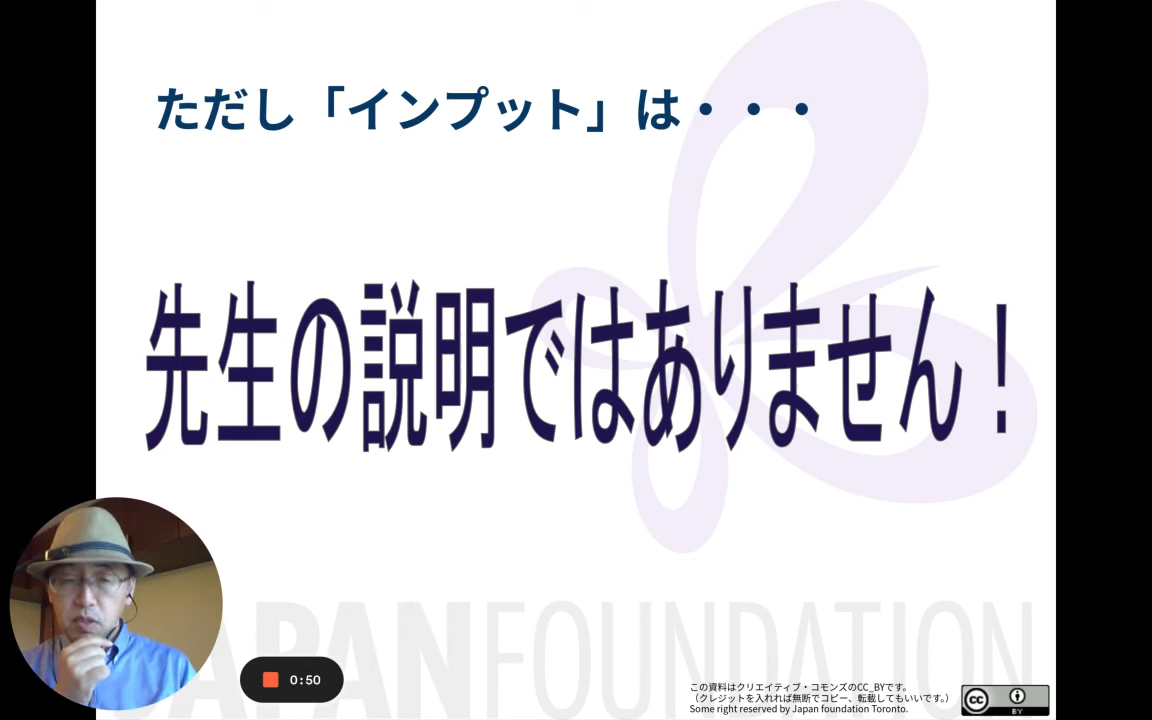 ただし「インプット」は・・・
先生の説明ではありません！
JAPANFOUNDATION
0:50
この資料はクリエイティブ・コモンズのCC_BYです。
（クレジットを入れれば無断でコピー、転載してもいいです。）
Some right reserved by Japan foundation Toronto.
cc BY